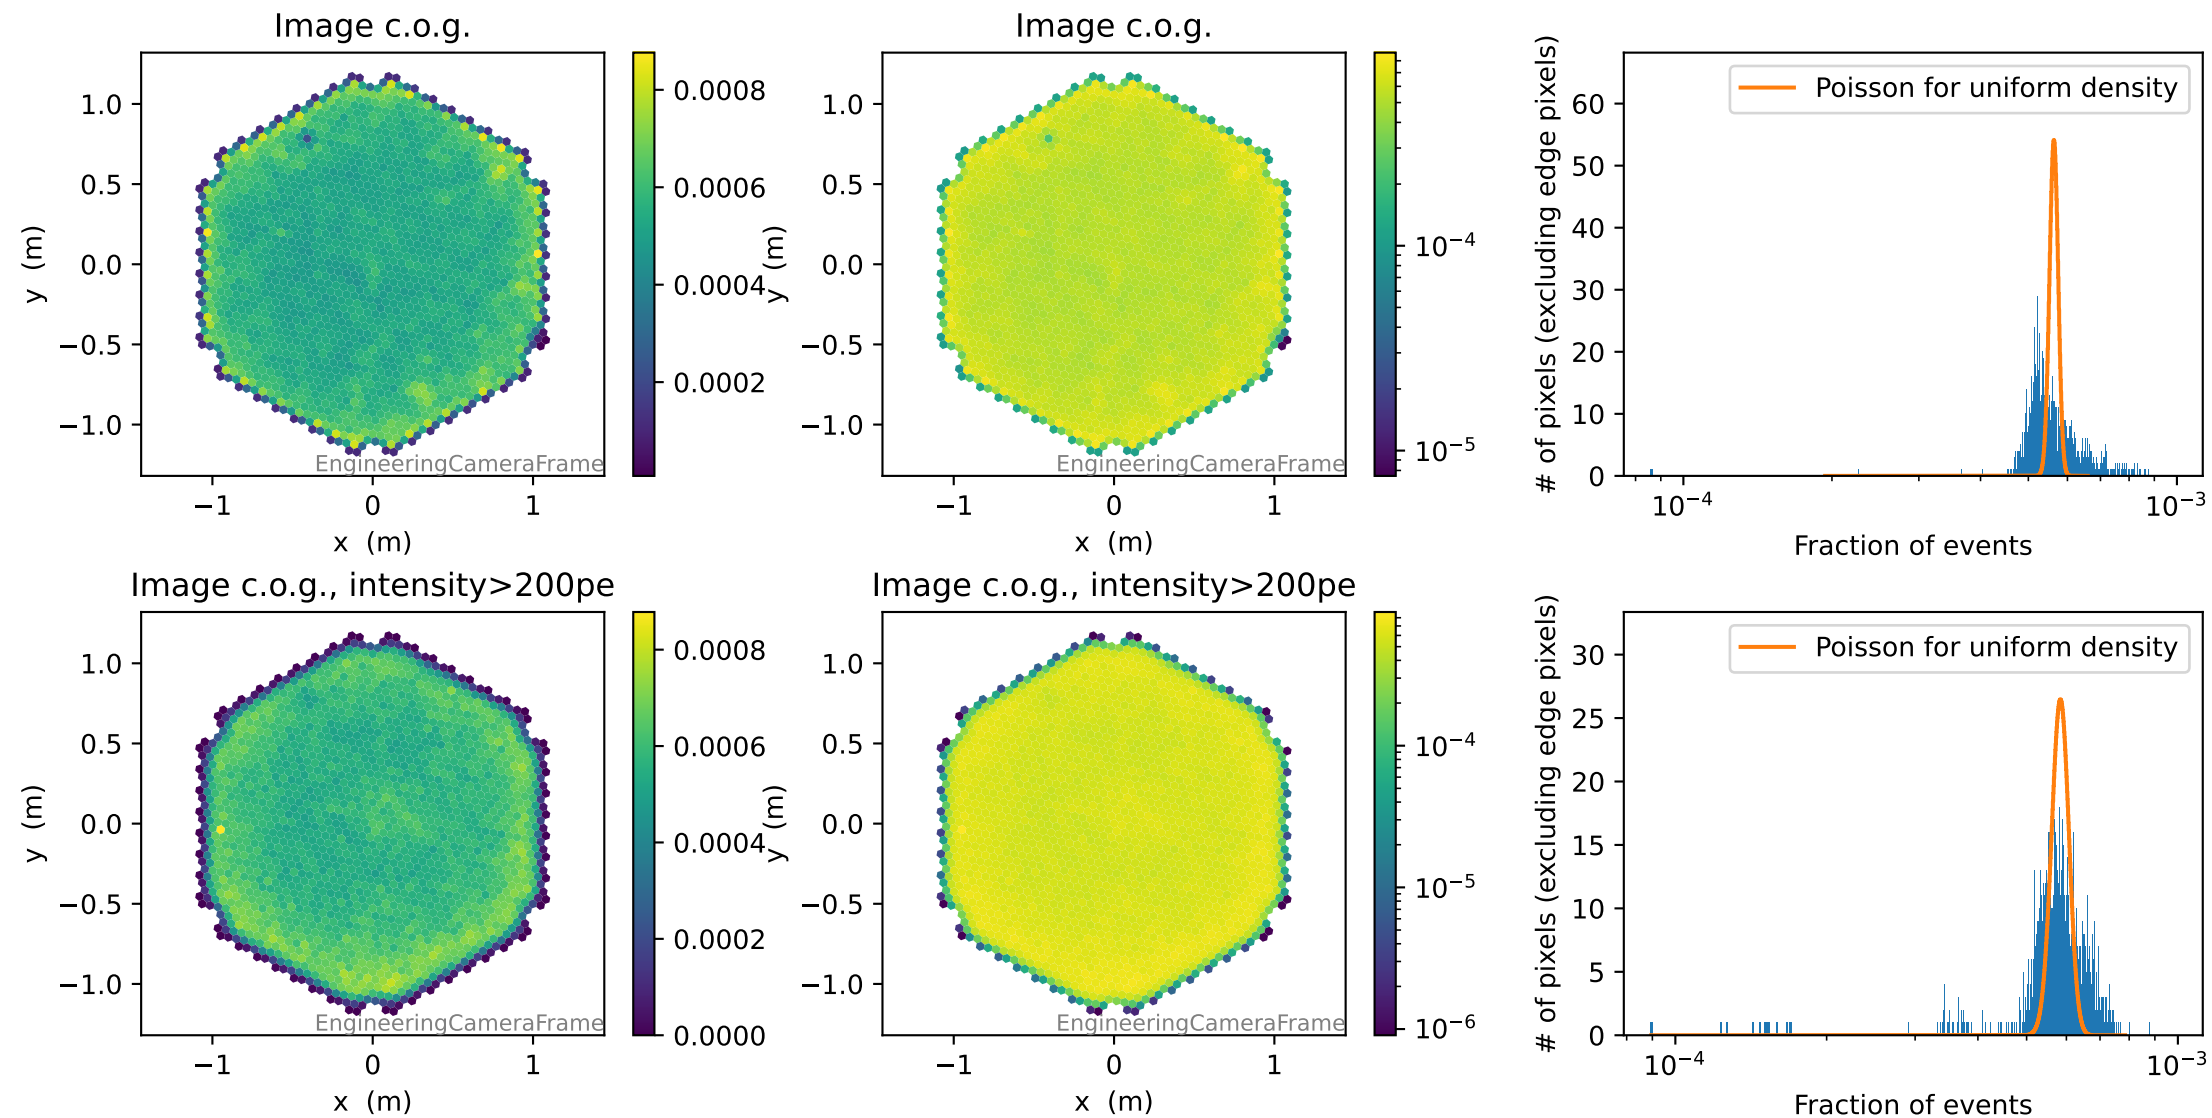 Image c.o.g.
y (m)
1.0
0.5
0.0
−0.5
−1.0
−1 0 1
x (m)
EngineeringCameraFrame
0.0008
0.0006
0.0004
0.0002
Image c.o.g.
y (m)
1.0
0.5
0.0
−0.5
−1.0
−1 0 1
x (m)
EngineeringCameraFrame
10⁻⁴
10⁻⁵
# of pixels (excluding edge pixels)
60
50
40
30
20
10
0
Poisson for uniform density
10⁻⁴ 10⁻³
Fraction of events
Image c.o.g., intensity>200pe
y (m)
1.0
0.5
0.0
−0.5
−1.0
−1 0 1
x (m)
EngineeringCameraFrame
0.0008
0.0006
0.0004
0.0002
0.0000
Image c.o.g., intensity>200pe
y (m)
1.0
0.5
0.0
−0.5
−1.0
−1 0 1
x (m)
EngineeringCameraFrame
10⁻⁴
10⁻⁵
10⁻⁶
# of pixels (excluding edge pixels)
30
25
20
15
10
5
0
Poisson for uniform density
10⁻⁴ 10⁻³
Fraction of events